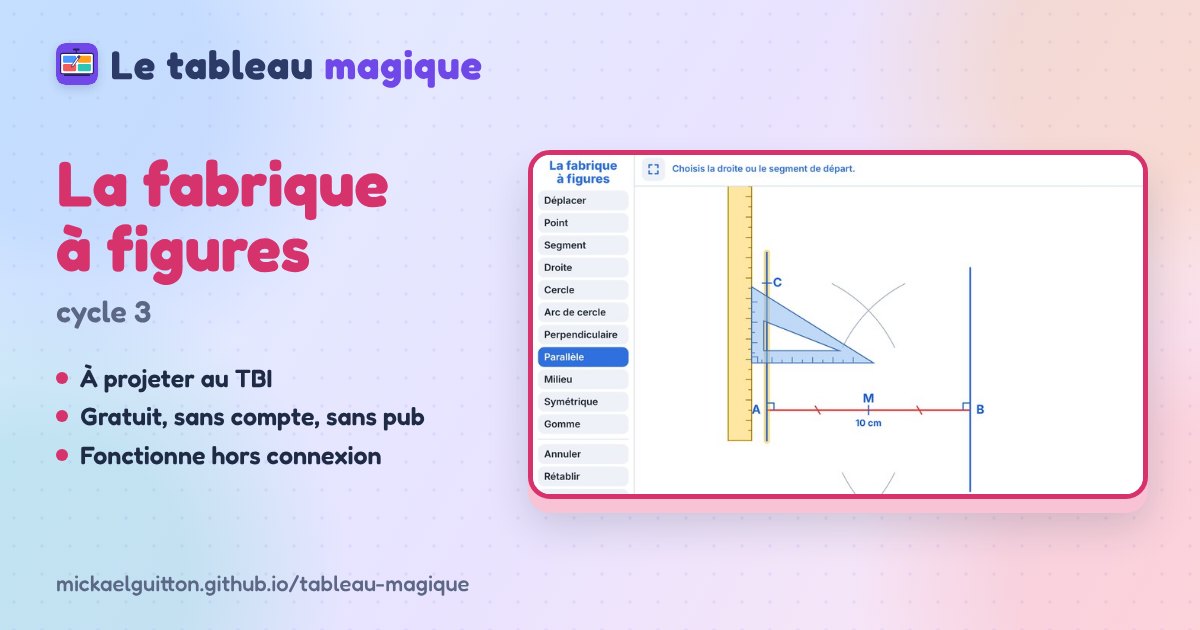 Le tableau magique
La fabrique
à figures
cycle 3
À projeter au TBI
Gratuit, sans compte, sans pub
Fonctionne hors connexion
mickaelguitton.github.io/tableau-magique
La fabrique
à figures
Déplacer
Point
Segment
Droite
Cercle
Arc de cercle
Perpendiculaire
Parallèle
Milieu
Symétrique
Gomme
Annuler
Rétablir
Choisis la droite ou le segment de départ.
C
A
M
B
10 cm